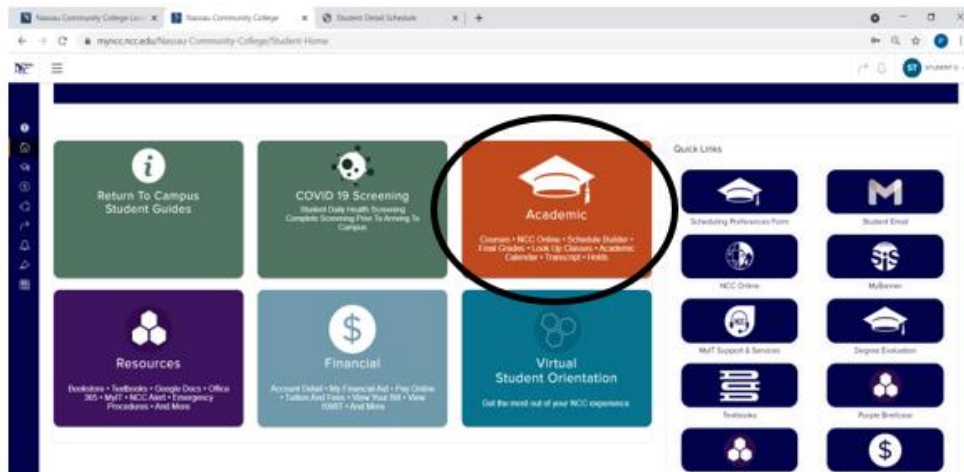 Nassau Community College
Student Detail Schedule
myncc.ncc.edu/Nassau-Community-College/Student-Home
ST
Return To Campus
Student Guides
COVID 19 Screening
Student Daily Health Screening
Complete Screening Prior To Arriving To
Campus
Academic
Courses • NCC Online • Schedule Builder •
Final Grades • Look Up Classes • Academic
Calendar • Transcript • Holds
Resources
Bookstore • Textbooks • Google Docs • Office
365 • MyIT • NCC Alert • Emergency
Procedures • And More
Financial
Account Detail • My Financial Aid • Pay Online
• Tuition And Fees • View Your Bill • View
1098T • And More
Virtual
Student Orientation
Get the most out of your NCC experience
Quick Links
Scheduling Preferences Form
Student Email
NCC Online
SiS
MyBanner
NCC
MyIT Support & Services
Degree Evaluation
Textbooks
Purple Briefcase